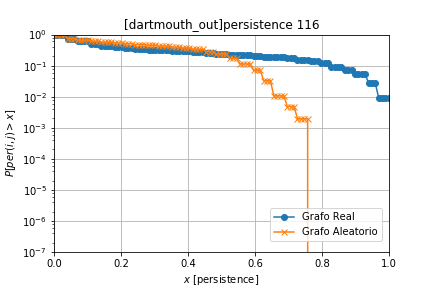 [dartmouth_out]persistence 116
P[per(i, j) > x]
10^0
10^-1
10^-2
10^-3
10^-4
10^-5
10^-6
10^-7
0.0 0.2 0.4 0.6 0.8 1.0
x [persistence]
Grafo Real
Grafo Aleatorio